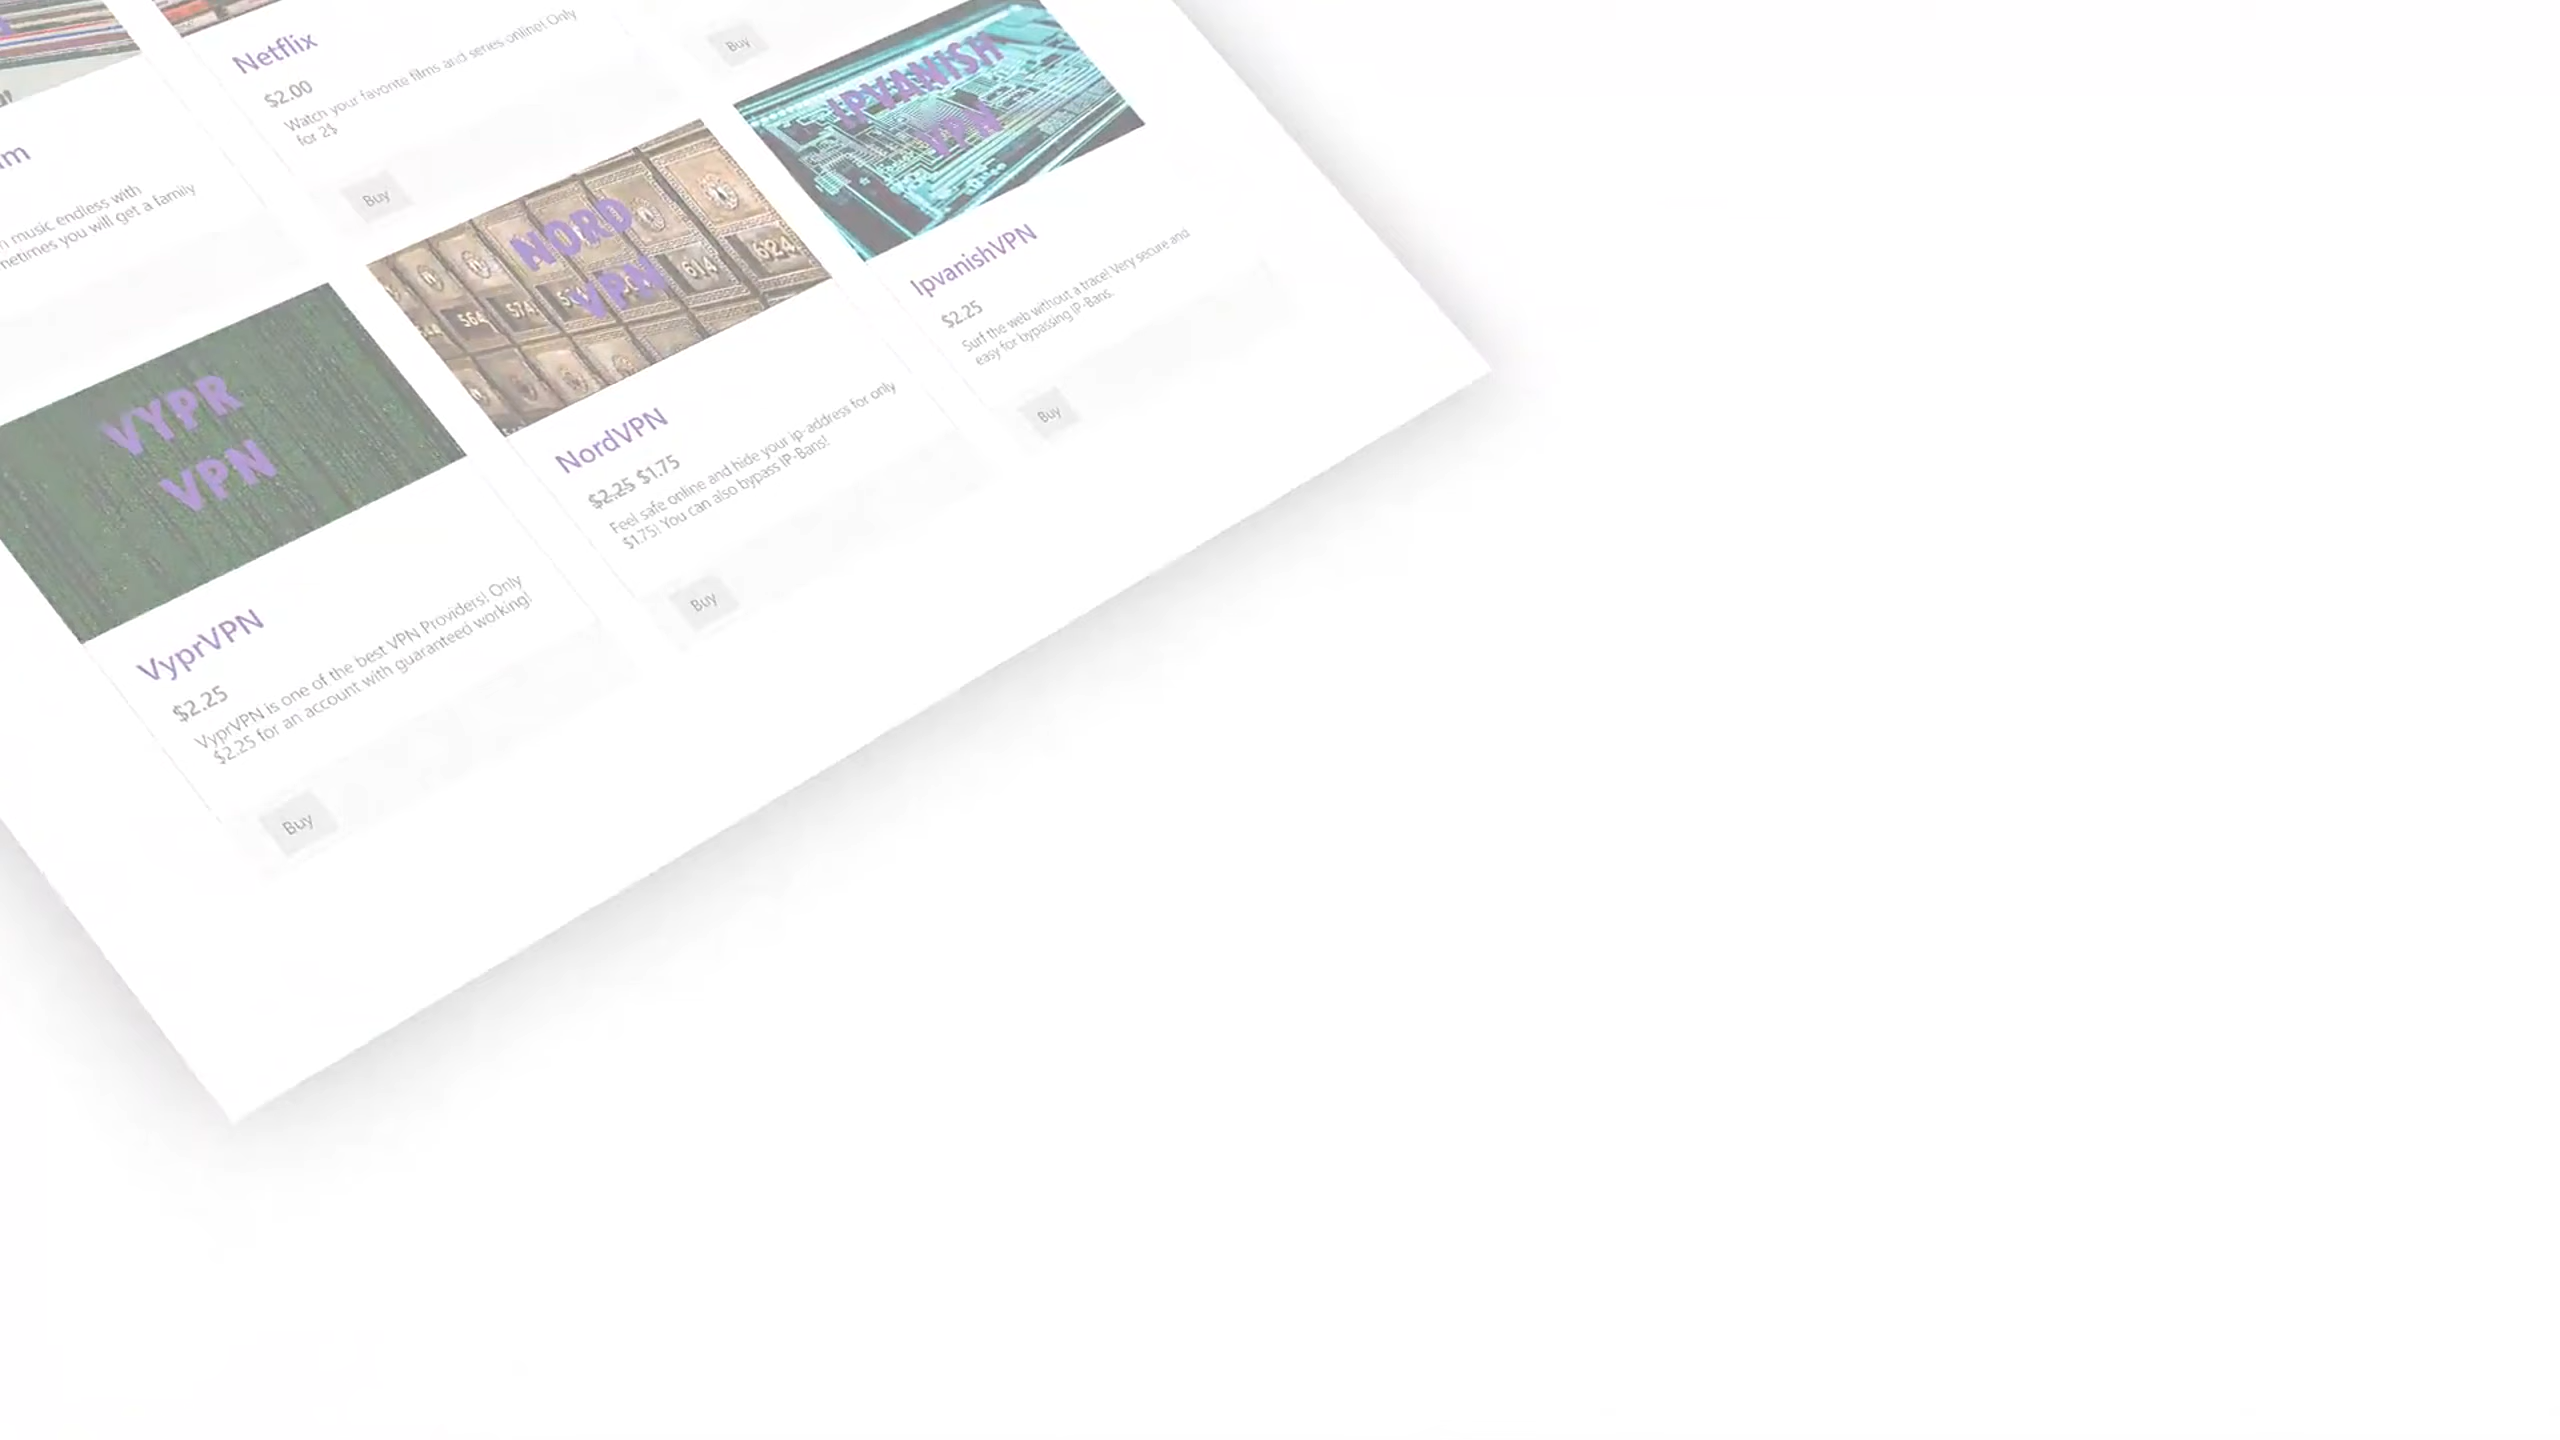 Netflix
$2.00
Watch your favorite films and series online! Only
for 2$
Buy
Buy
IPVANISH
VPN
IpvanishVPN
$2.25
Surf the web without a trace! Very secure and
easy for bypassing IP-Bans.
Buy
music endless with
you will get a family
NORD
VPN
564
574
614
624
NordVPN
$2.25 $1.75
Feel safe online and hide your ip-address for only
$1.75! You can also bypass IP-Bans!
Buy
VYPR
VPN
VyprVPN
$2.25
VyprVPN is one of the best VPN Providers! Only
$2.25 for an account with guaranteed working!
Buy